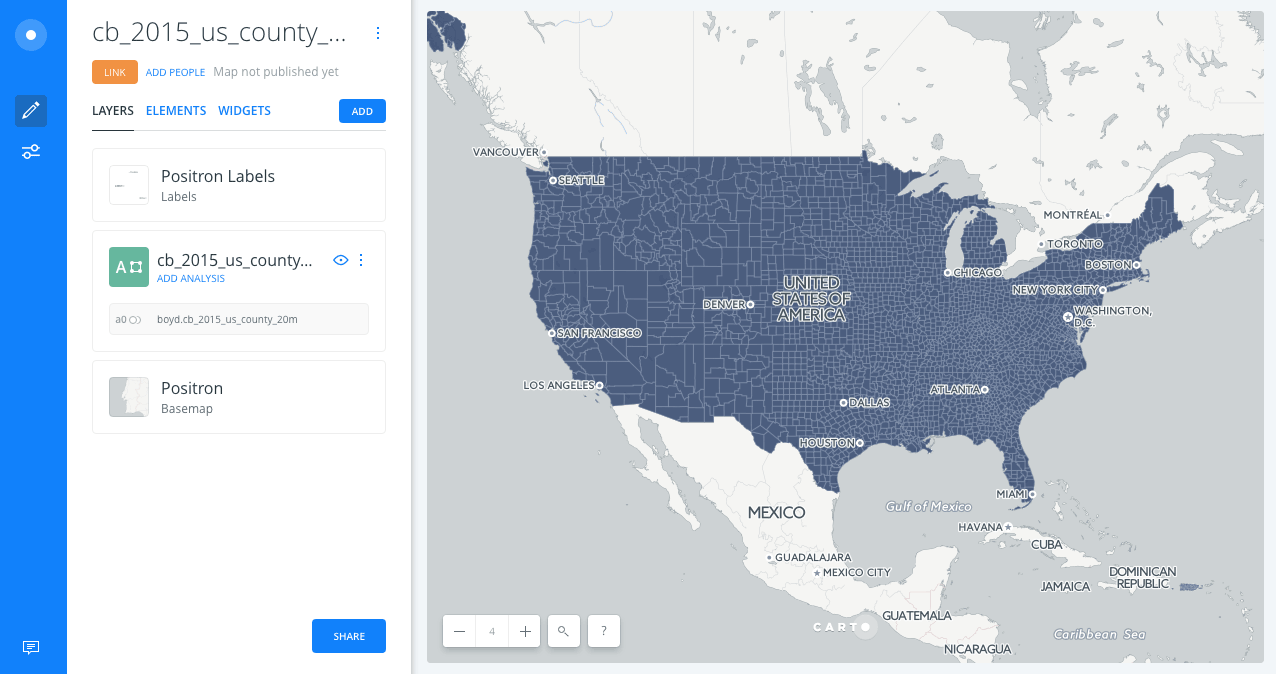 cb_2015_us_county_...
LINK ADD PEOPLE Map not published yet
LAYERS ELEMENTS WIDGETS ADD
Positron Labels
Labels
A cb_2015_us_county...
ADD ANALYSIS
a0 boyd.cb_2015_us_county_20m
Positron
Basemap
SHARE
VANCOUVER
SEATTLE
MONTRÉAL
TORONTO
BOSTON
CHICAGO
NEW YORK CITY
UNITED
STATES OF
AMERICA
DENVER
WASHINGTON,
D.C.
SAN FRANCISCO
LOS ANGELES
ATLANTA
DALLAS
HOUSTON
MIAMI
Gulf of Mexico
MEXICO
HAVANA
CUBA
GUADALAJARA
MEXICO CITY
DOMINICAN
REPUBLIC
JAMAICA
GUATEMALA
CARTO
Caribbean Sea
NICARAGUA
4
?